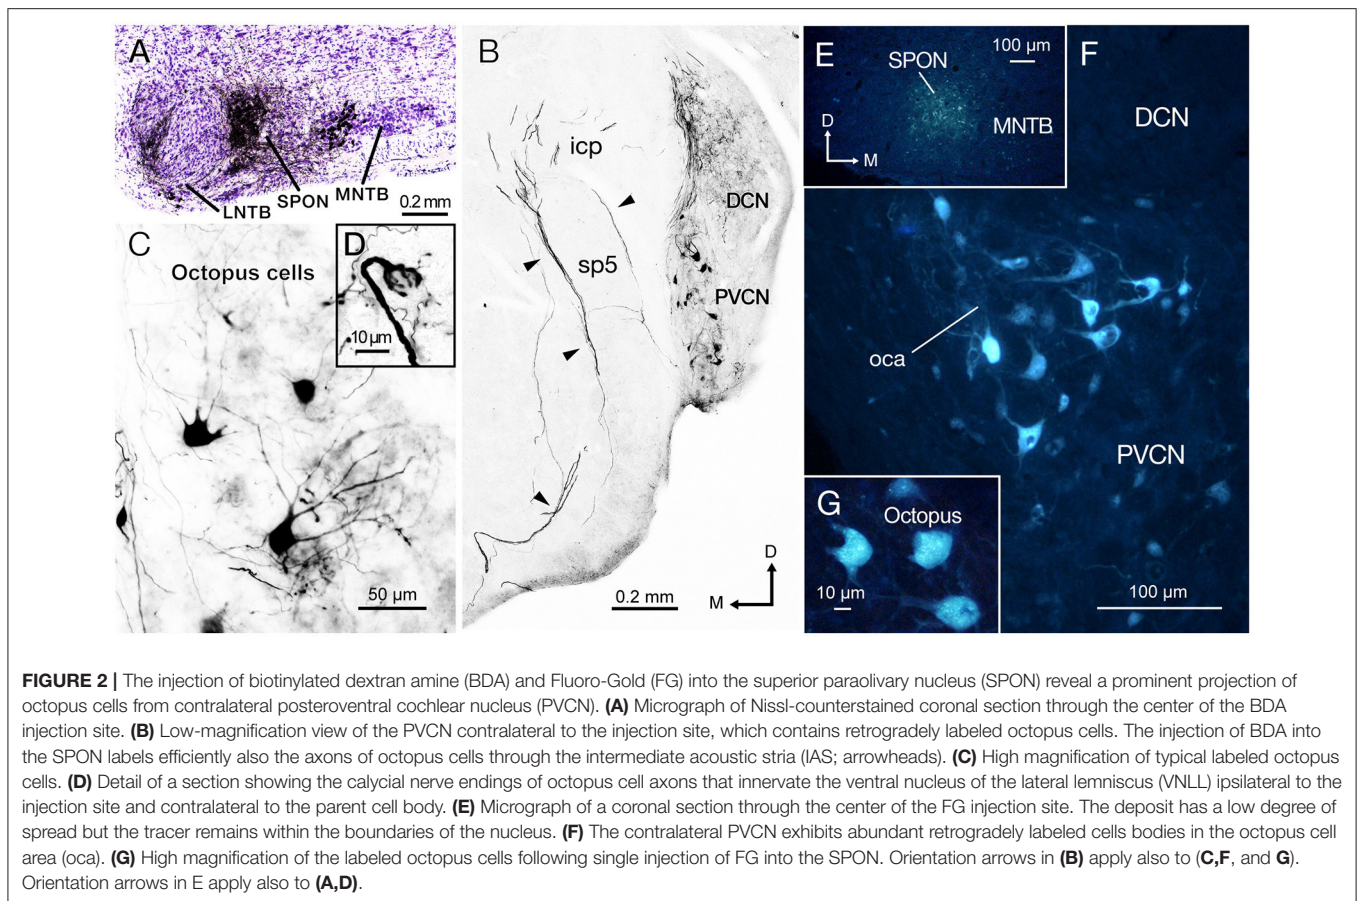 A
LNTB
SPON
MNTB
0.2 mm
B
icp
DCN
sp5
PVCN
D
M
0.2 mm
C
Octopus cells
50 µm
D
10 µm
E
SPON
100 µm
MNTB
D
M
F
DCN
oca
PVCN
100 µm
G
Octopus
10 µm
FIGURE 2 | The injection of biotinylated dextran amine (BDA) and Fluoro-Gold (FG) into the superior paraolivary nucleus (SPON) reveal a prominent projection of
octopus cells from contralateral posteroventral cochlear nucleus (PVCN). (A) Micrograph of Nissl-counterstained coronal section through the center of the BDA
injection site. (B) Low-magnification view of the PVCN contralateral to the injection site, which contains retrogradely labeled octopus cells. The injection of BDA into
the SPON labels efficiently also the axons of octopus cells through the intermediate acoustic stria (IAS; arrowheads). (C) High magnification of typical labeled octopus
cells. (D) Detail of a section showing the calycial nerve endings of octopus cell axons that innervate the ventral nucleus of the lateral lemniscus (VNLL) ipsilateral to the
injection site and contralateral to the parent cell body. (E) Micrograph of a coronal section through the center of the FG injection site. The deposit has a low degree of
spread but the tracer remains within the boundaries of the nucleus. (F) The contralateral PVCN exhibits abundant retrogradely labeled cells bodies in the octopus cell
area (oca). (G) High magnification of the labeled octopus cells following single injection of FG into the SPON. Orientation arrows in (B) apply also to (C,F, and G).
Orientation arrows in E apply also to (A,D).